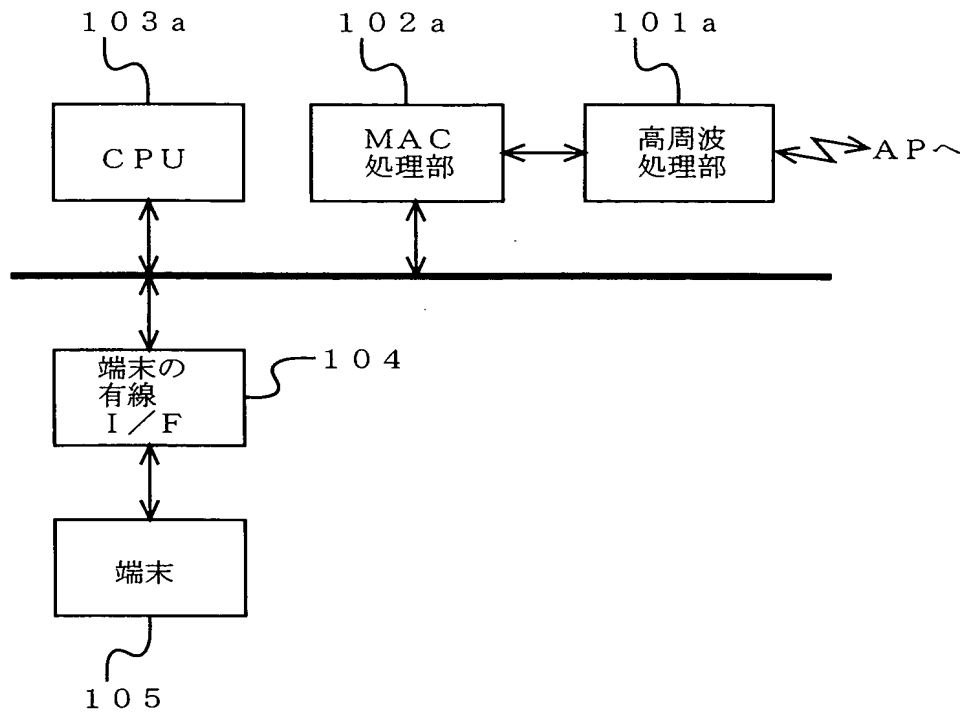 １０３ａ
１０２ａ
１０１ａ
ＣＰＵ
ＭＡＣ
処理部
高周波
処理部
ＡＰへ
端末の
有線
Ｉ／Ｆ
１０４
端末
１０５